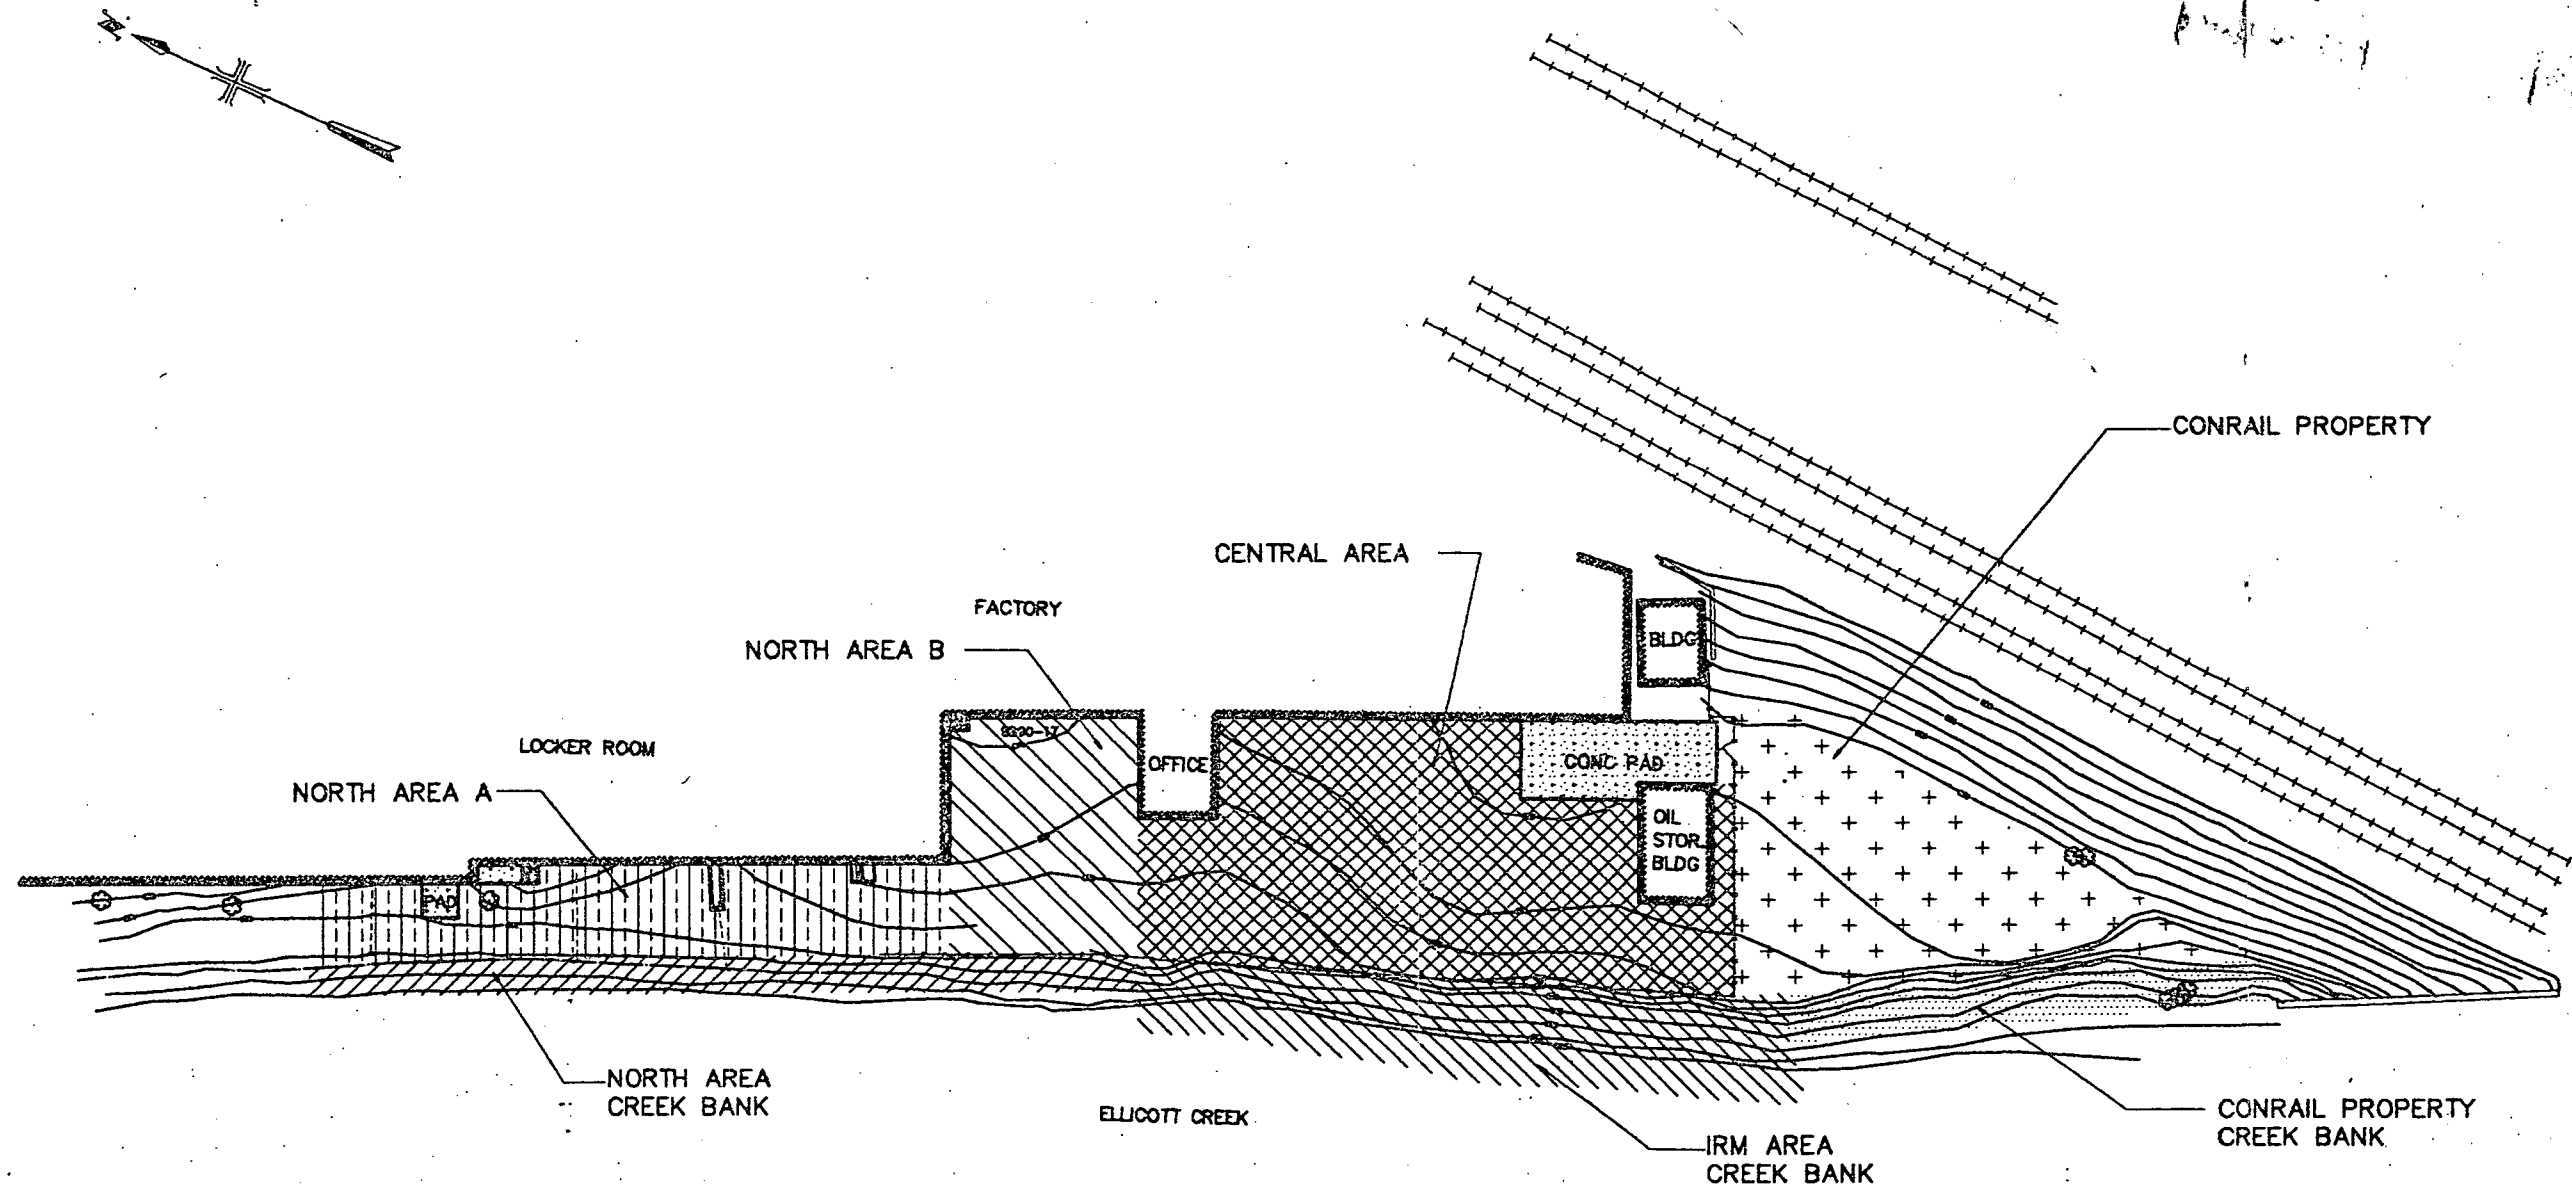 N
CONRAIL PROPERTY
CENTRAL AREA
FACTORY
NORTH AREA B
BLDG
LOCKER ROOM
OFFICE
CONC PAD
NORTH AREA A
OIL
STOR
BLDG
PAD
NORTH AREA
CREEK BANK
ELLICOTT CREEK
CONRAIL PROPERTY
CREEK BANK
IRM AREA
CREEK BANK